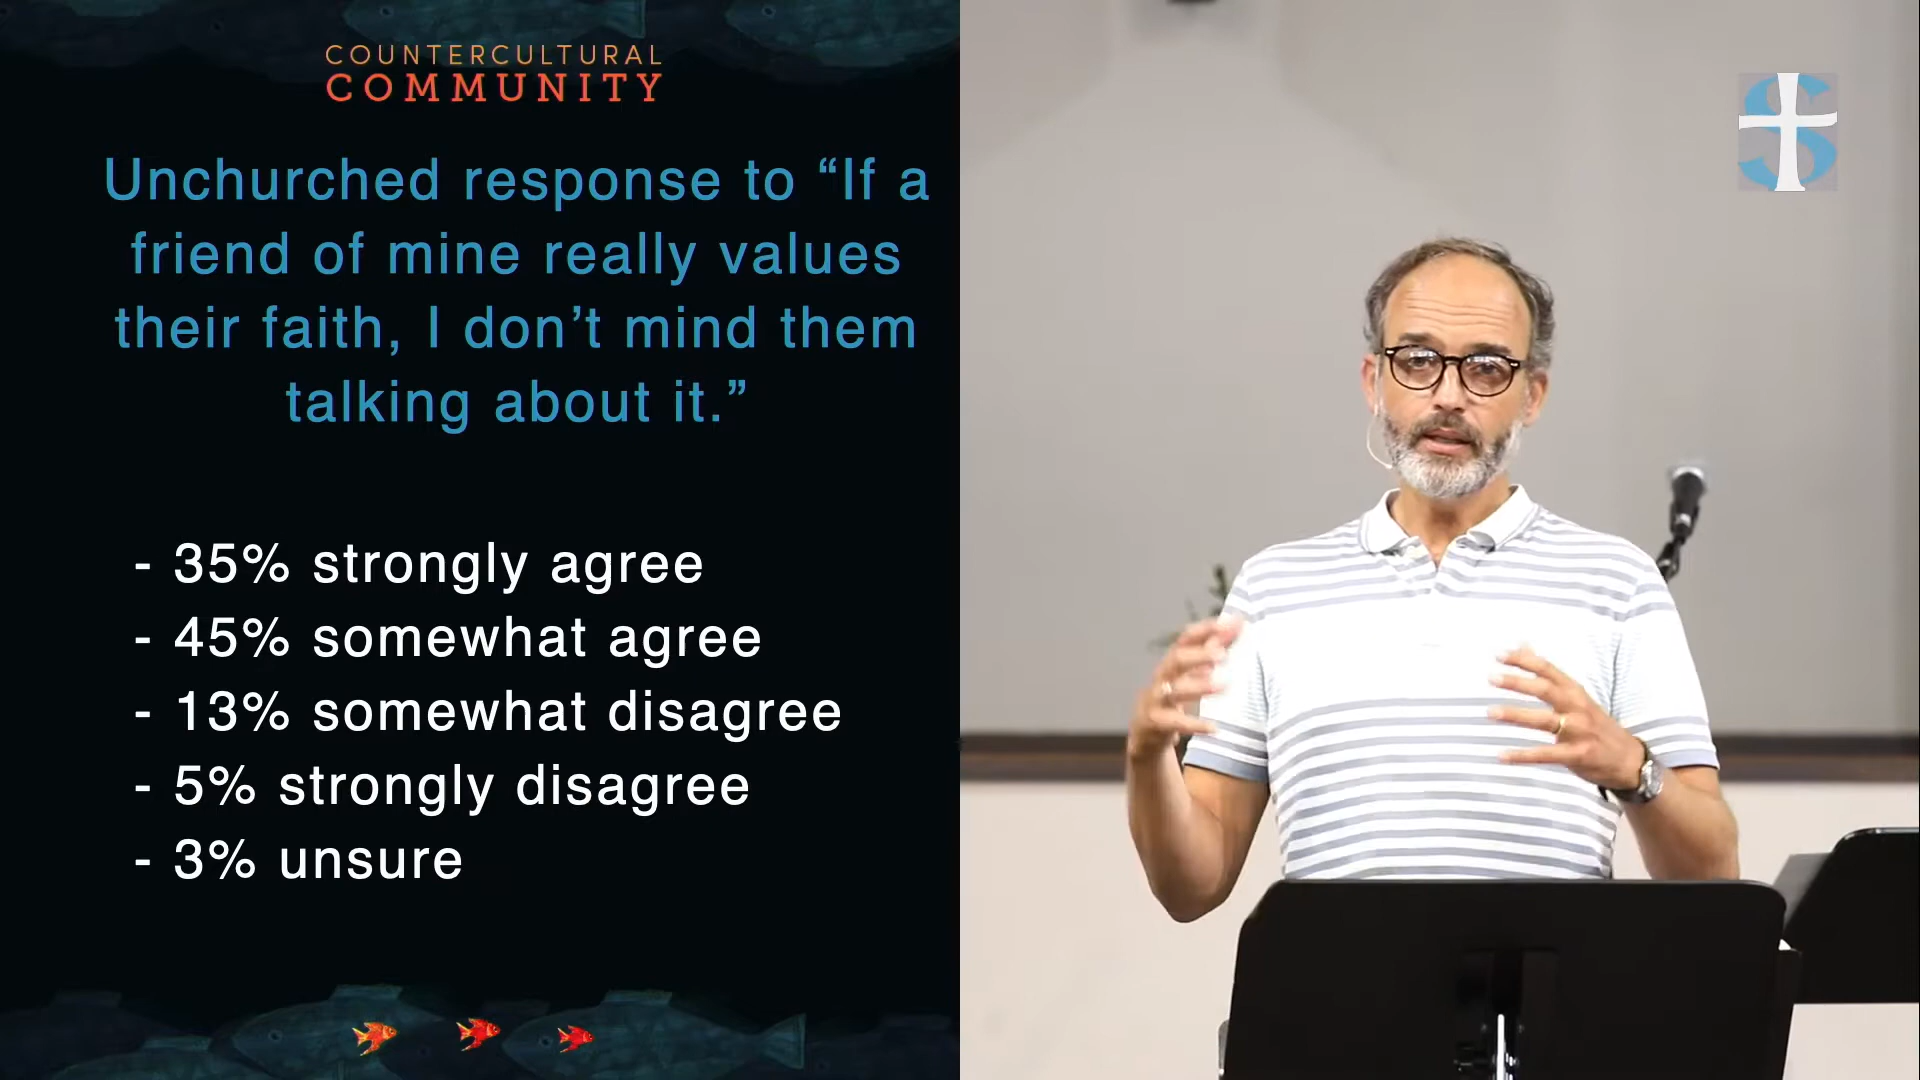 COUNTERCULTURAL
COMMUNITY
Unchurched response to “If a
friend of mine really values
their faith, I don’t mind them
talking about it.”
- 35% strongly agree
- 45% somewhat agree
- 13% somewhat disagree
- 5% strongly disagree
- 3% unsure
S